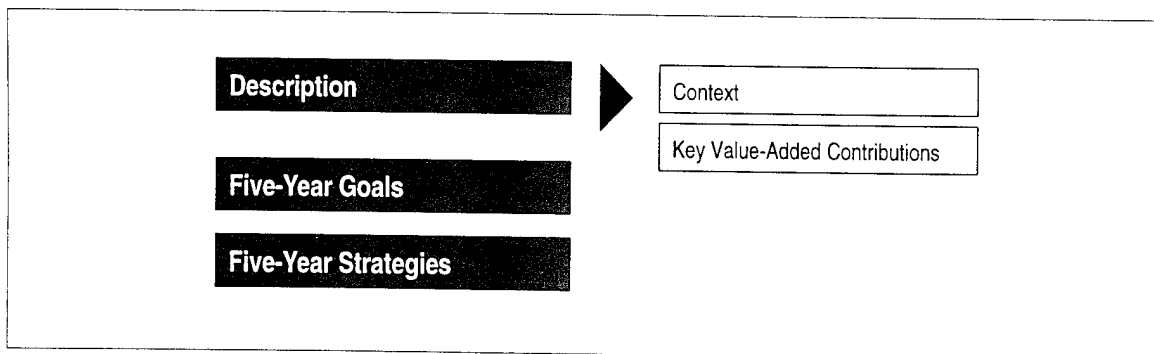 Description
Context
Key Value-Added Contributions
Five-Year Goals
Five-Year Strategies